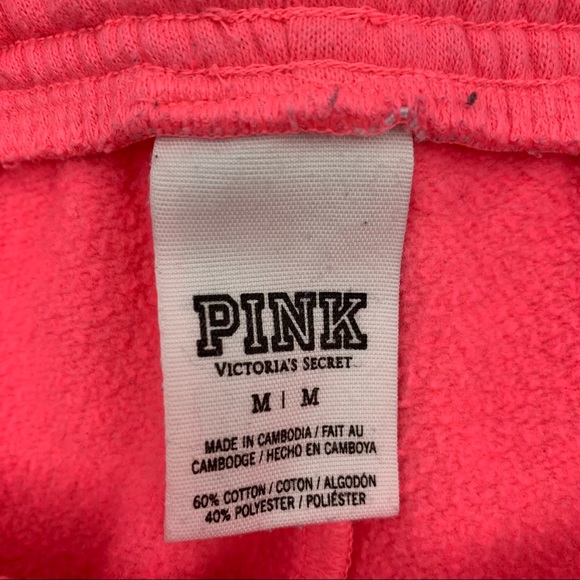 PINK
VICTORIA'S SECRET
M | M
MADE IN CAMBODIA / FAIT AU
CAMBODGE / HECHO EN CAMBOYA
60% COTTON / COTON / ALGODÓN
40% POLYESTER / POLIÉSTER